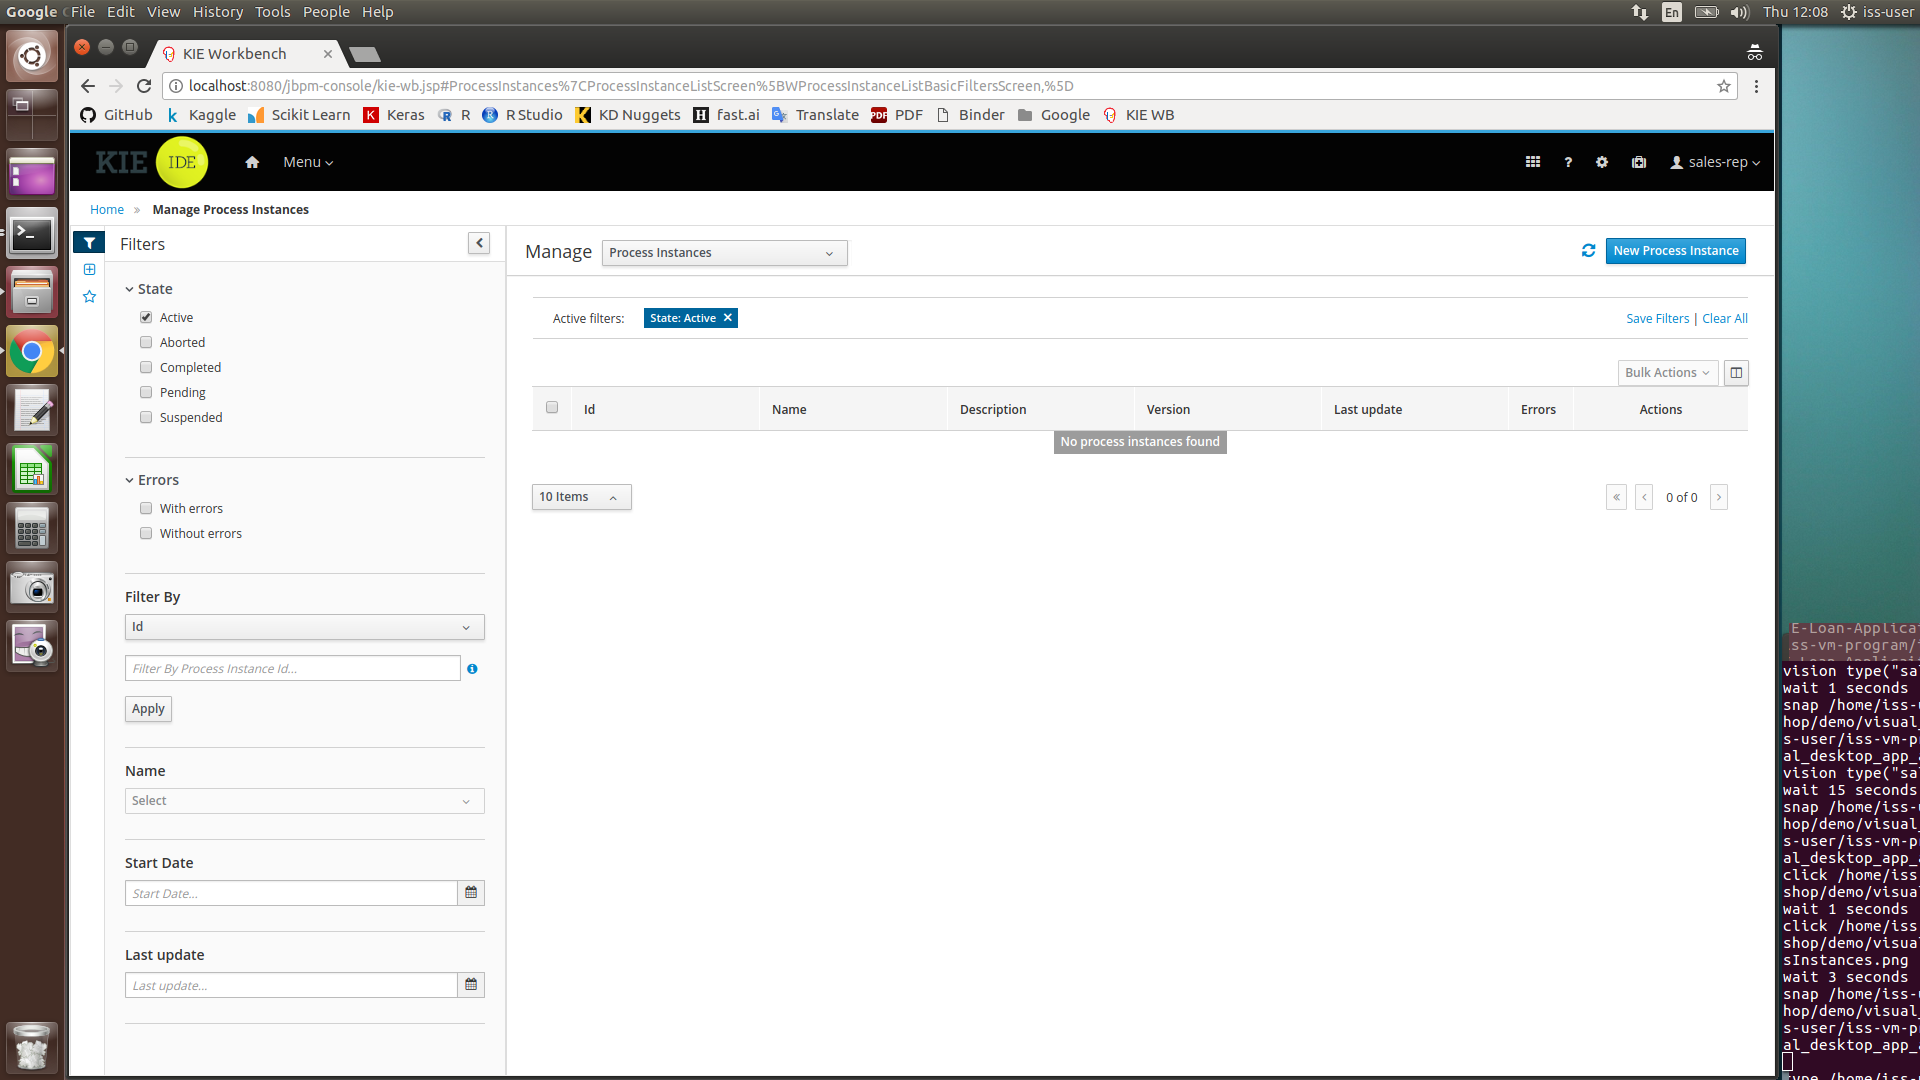 Google File Edit View History Tools People Help
En Thu 12:08 iss-user
KIE Workbench
localhost:8080/jbpm-console/kie-wb.jsp#ProcessInstances%7CProcessInstanceListScreen%5BWProcessInstanceListBasicFiltersScreen,%5D
GitHub Kaggle Scikit Learn Keras R R Studio KD Nuggets fast.ai Translate PDF Binder Google KIE WB
KIE IDE Menu sales-rep
Home » Manage Process Instances
Filters
State
Active
Aborted
Completed
Pending
Suspended
Errors
With errors
Without errors
Filter By
Id
Filter By Process Instance Id...
Apply
Name
Select
Start Date
Start Date...
Last update
Last update...
Manage Process Instances
New Process Instance
Active filters: State: Active
Save Filters | Clear All
Bulk Actions
Id Name Description Version Last update Errors Actions
No process instances found
10 Items
0 of 0
E-Loan-Applica
ss-vm-program/
vision type("sa
wait 1 seconds
snap /home/iss-
hop/demo/visual
s-user/iss-vm-p
al_desktop_app_
vision type("sa
wait 15 seconds
snap /home/iss-
hop/demo/visual
s-user/iss-vm-p
al_desktop_app_
click /home/iss
shop/demo/visua
wait 1 seconds
click /home/iss
shop/demo/visua
sInstances.png
wait 3 seconds
snap /home/iss-
hop/demo/visual
s-user/iss-vm-p
al_desktop_app_